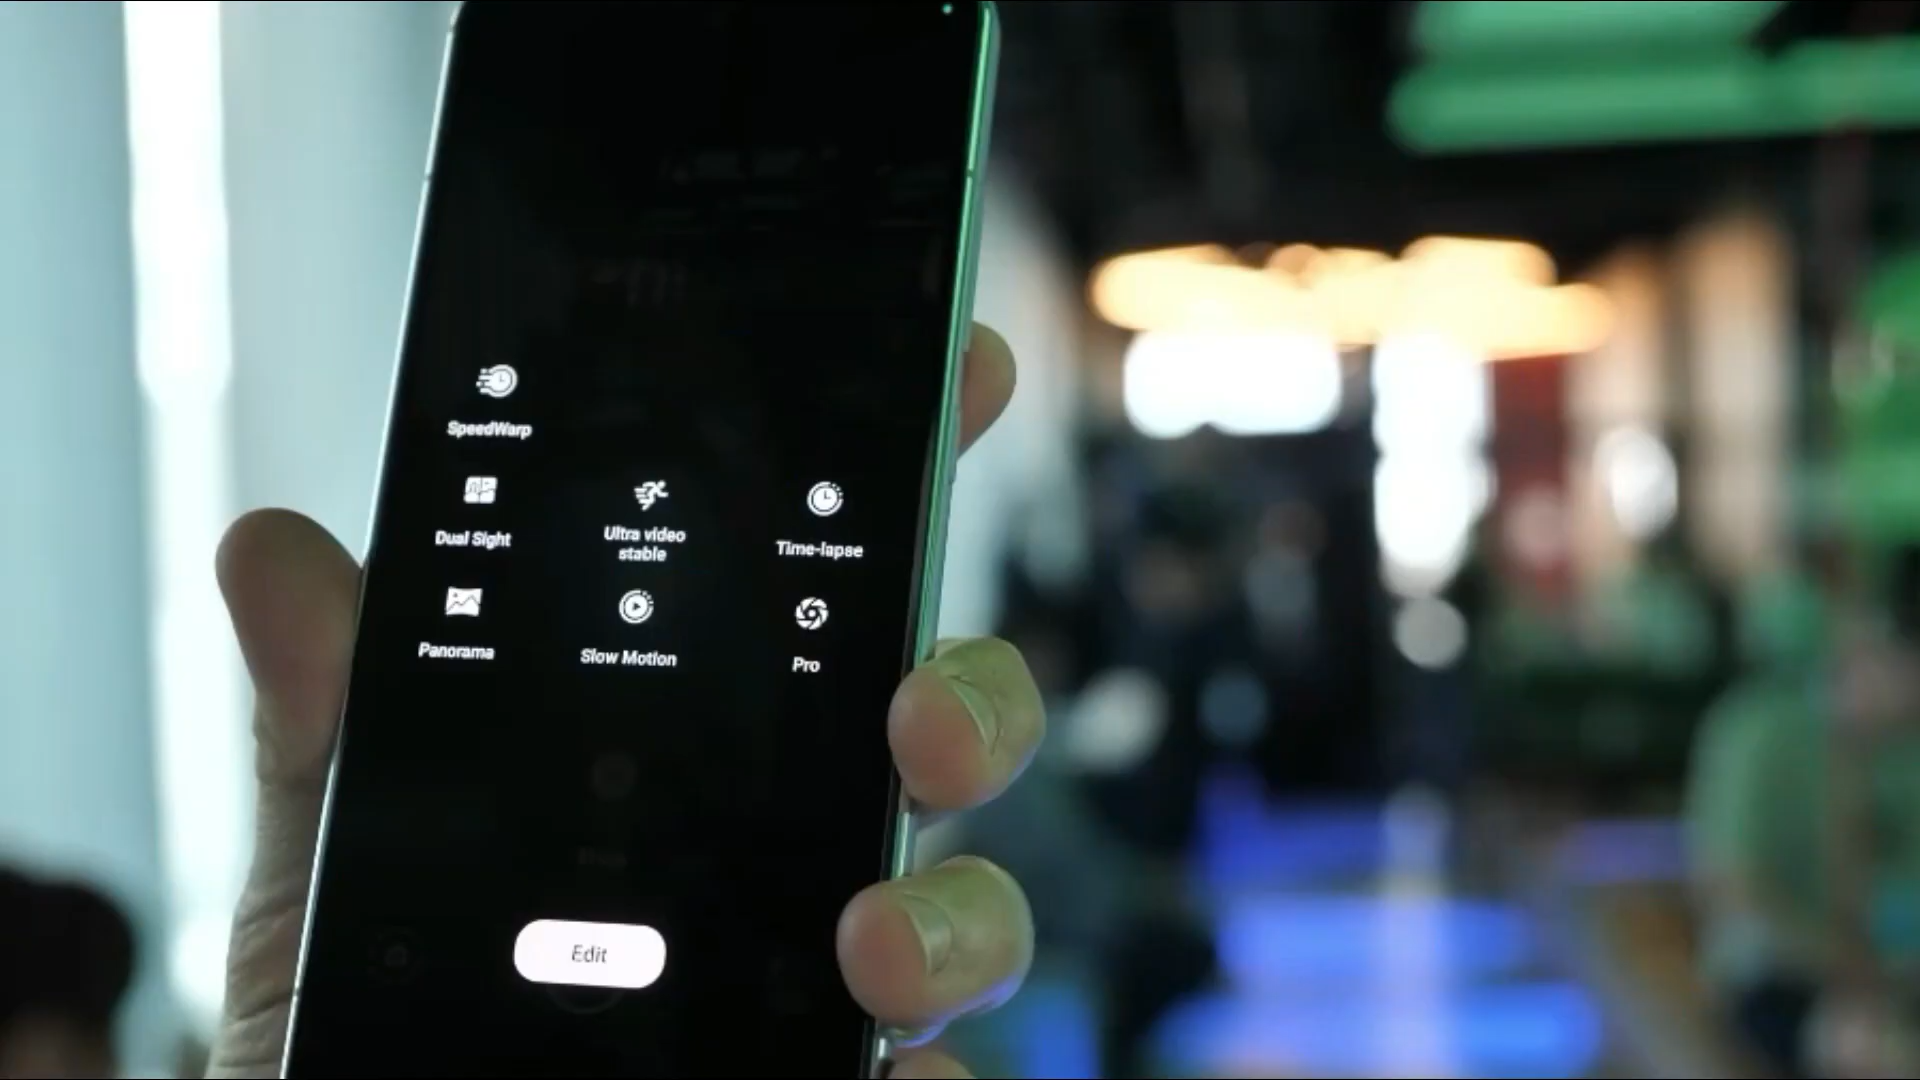 SpeedWarp
Dual Sight
Ultra video
stable
Time-lapse
Panorama
Slow Motion
Pro
Edit